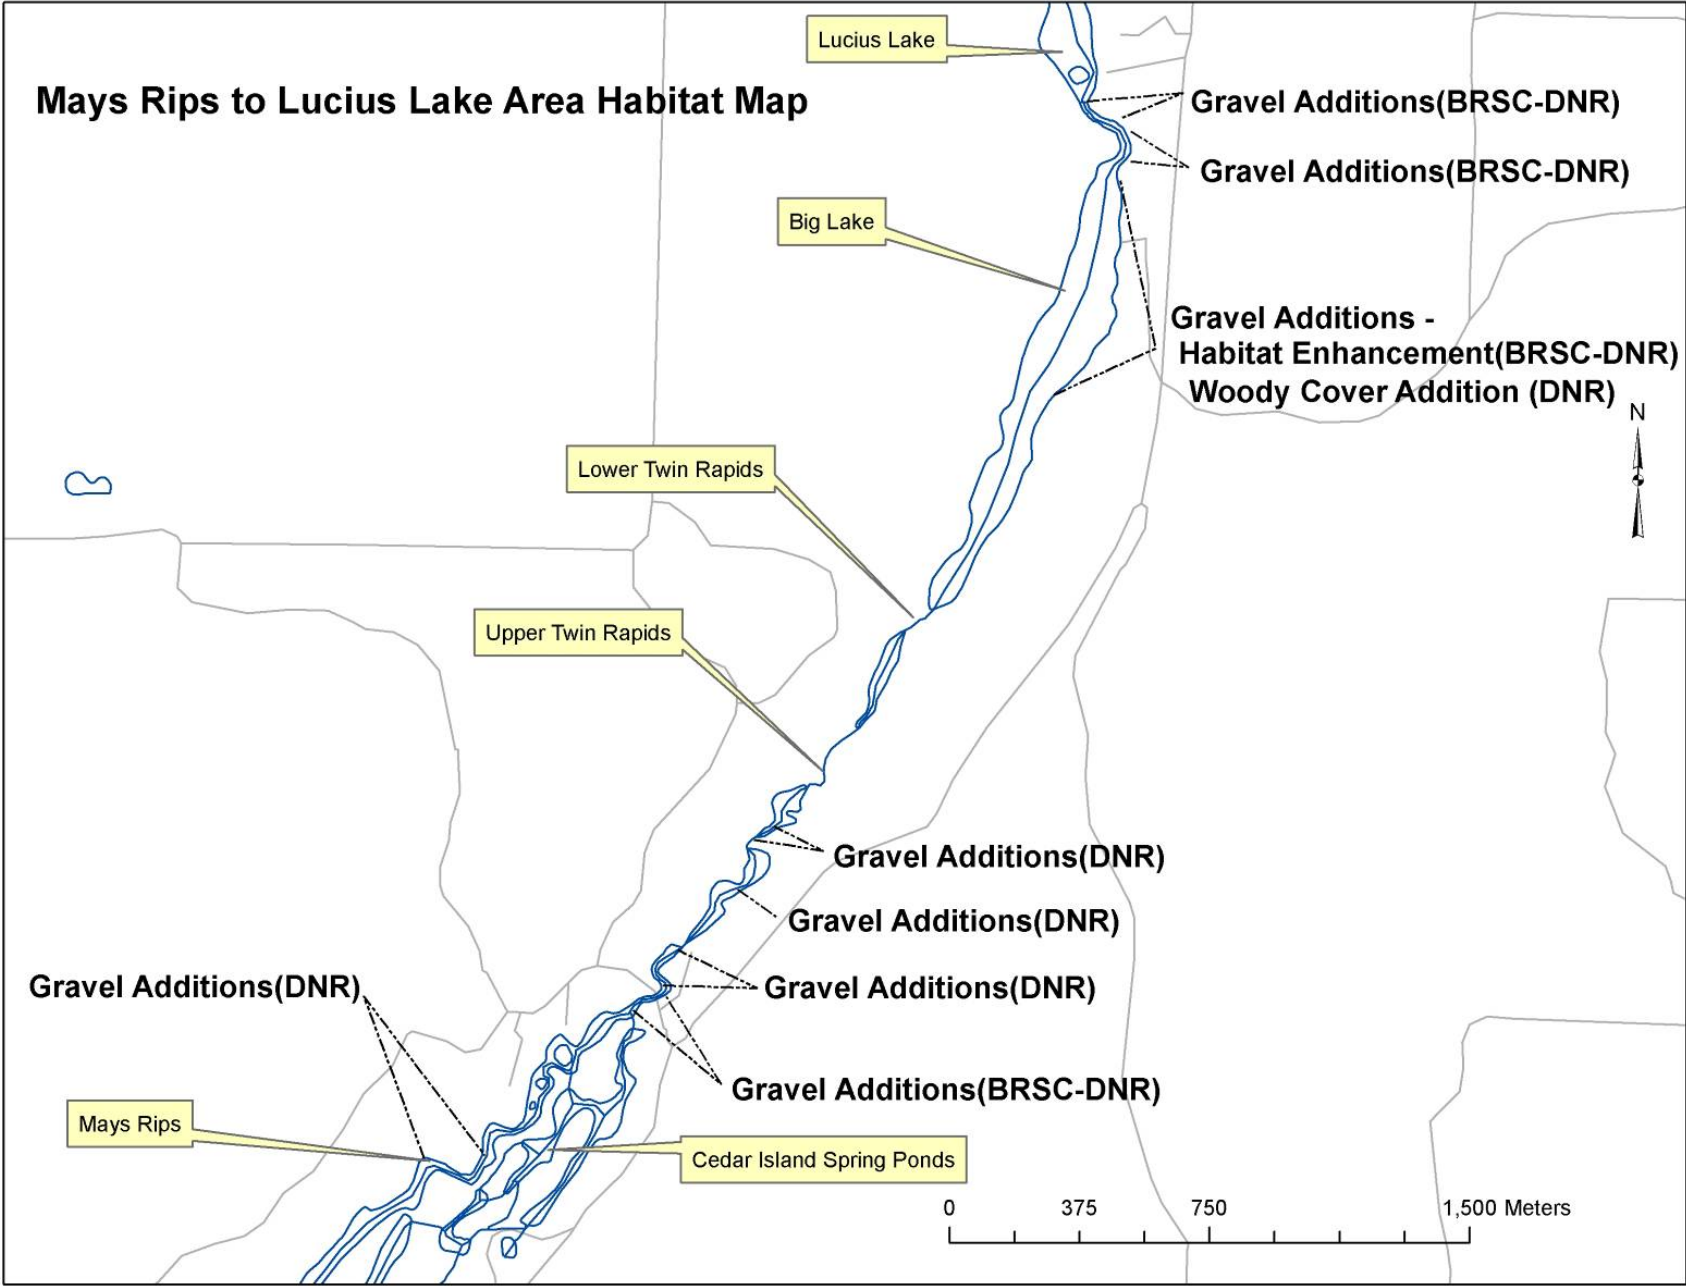 Lucius Lake
Mays Rips to Lucius Lake Area Habitat Map
Gravel Additions(BRSC-DNR)
Gravel Additions(BRSC-DNR)
Big Lake
Gravel Additions -
Habitat Enhancement(BRSC-DNR)
Woody Cover Addition (DNR)
N
Lower Twin Rapids
Upper Twin Rapids
Gravel Additions(DNR)
Gravel Additions(DNR)
Gravel Additions(DNR)
Gravel Additions(DNR)
Gravel Additions(BRSC-DNR)
Mays Rips
Cedar Island Spring Ponds
0 375 750 1,500 Meters